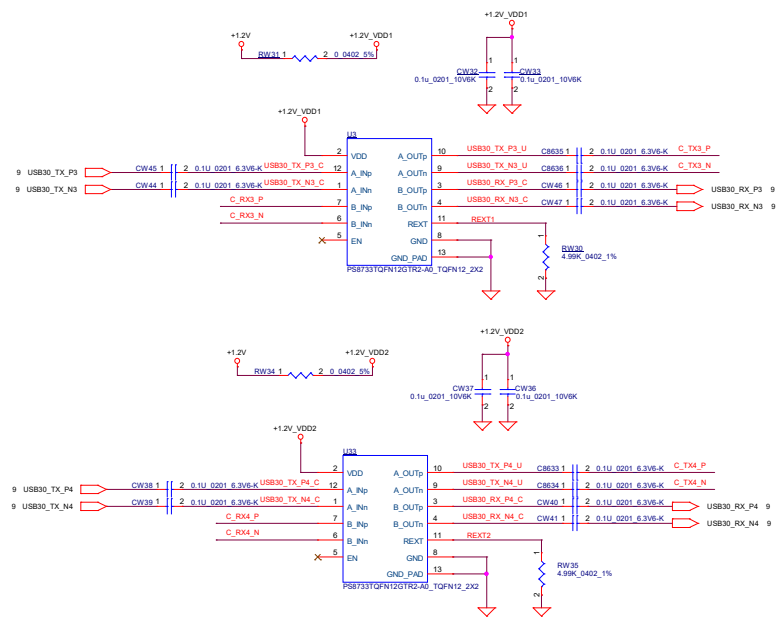 +1.2V_VDD1
+1.2V +1.2V_VDD1
RW31 1 2 0_0402_5%
1 1
CW32 CW33
0.1u_0201_10V6K 0.1u_0201_10V6K
2 2
+1.2V_VDD1
U3
2 VDD A_OUTp 10 USB30_TX_P3_U C8635 1 2 0.1U_0201_6.3V6-K C_TX3_P
9 USB30_TX_P3 CW45 1 2 0.1U_0201_6.3V6-K USB30_TX_P3_C 12 A_INp A_OUTn 9 USB30_TX_N3_U C8636 1 2 0.1U_0201_6.3V6-K C_TX3_N
9 USB30_TX_N3 CW44 1 2 0.1U_0201_6.3V6-K USB30_TX_N3_C 1 A_INn B_OUTp 3 USB30_RX_P3_C CW46 1 2 0.1U_0201_6.3V6-K USB30_RX_P3 9
C_RX3_P 7 B_INp B_OUTn 4 USB30_RX_N3_C CW47 1 2 0.1U_0201_6.3V6-K USB30_RX_N3 9
C_RX3_N 6 B_INn REXT 11 REXT1
5 EN GND 8
1
GND_PAD 13
RW30
4.99K_0402_1%
2
PS8733TQFN12GTR2-A0_TQFN12_2X2
+1.2V_VDD2
+1.2V +1.2V_VDD2
RW34 1 2 0_0402_5%
1 1
CW37 CW36
0.1u_0201_10V6K 0.1u_0201_10V6K
2 2
+1.2V_VDD2
U33
2 VDD A_OUTp 10 USB30_TX_P4_U C8633 1 2 0.1U_0201_6.3V6-K C_TX4_P
9 USB30_TX_P4 CW38 1 2 0.1U_0201_6.3V6-K USB30_TX_P4_C 12 A_INp A_OUTn 9 USB30_TX_N4_U C8634 1 2 0.1U_0201_6.3V6-K C_TX4_N
9 USB30_TX_N4 CW39 1 2 0.1U_0201_6.3V6-K USB30_TX_N4_C 1 A_INn B_OUTp 3 USB30_RX_P4_C CW40 1 2 0.1U_0201_6.3V6-K USB30_RX_P4 9
C_RX4_P 7 B_INp B_OUTn 4 USB30_RX_N4_C CW41 1 2 0.1U_0201_6.3V6-K USB30_RX_N4 9
C_RX4_N 6 B_INn REXT 11 REXT2
5 EN GND 8
1
GND_PAD 13
RW35
4.99K_0402_1%
2
PS8733TQFN12GTR2-A0_TQFN12_2X2